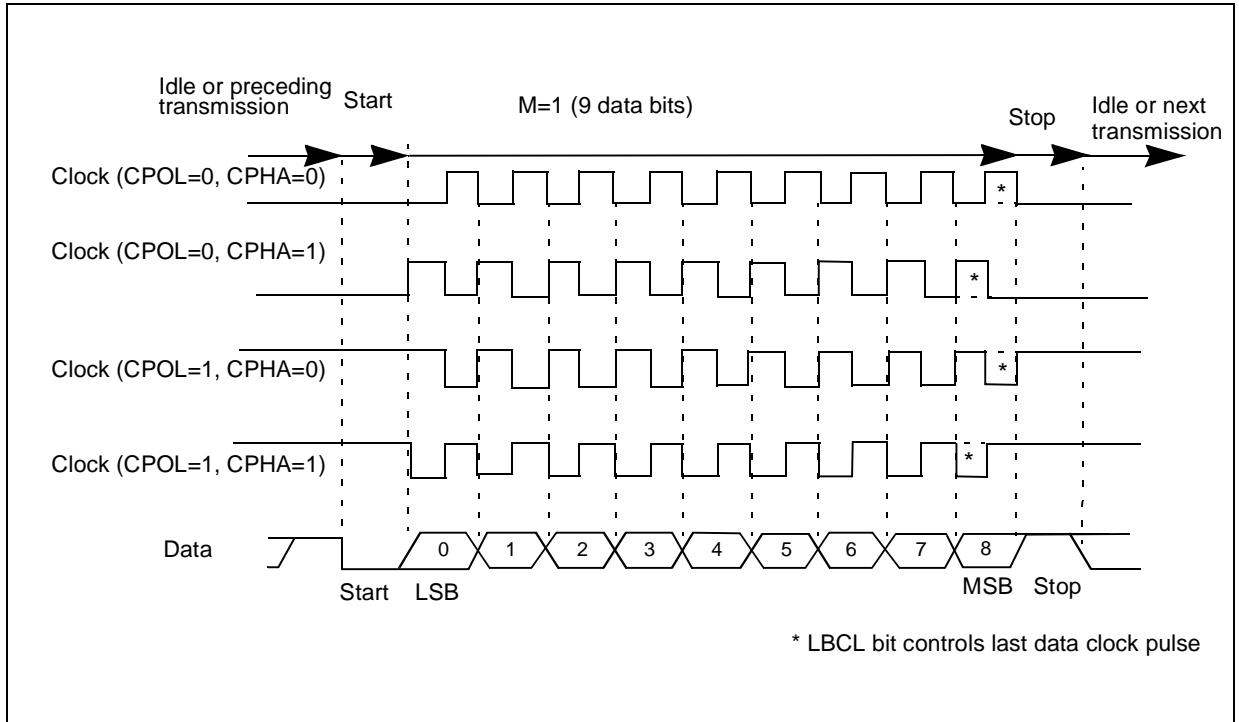 Idle or preceding
transmission
Start
M=1 (9 data bits)
Stop
Idle or next
transmission
Clock (CPOL=0, CPHA=0)
*
Clock (CPOL=0, CPHA=1)
*
Clock (CPOL=1, CPHA=0)
*
Clock (CPOL=1, CPHA=1)
*
Data
0 1 2 3 4 5 6 7 8
Start LSB MSB Stop
* LBCL bit controls last data clock pulse